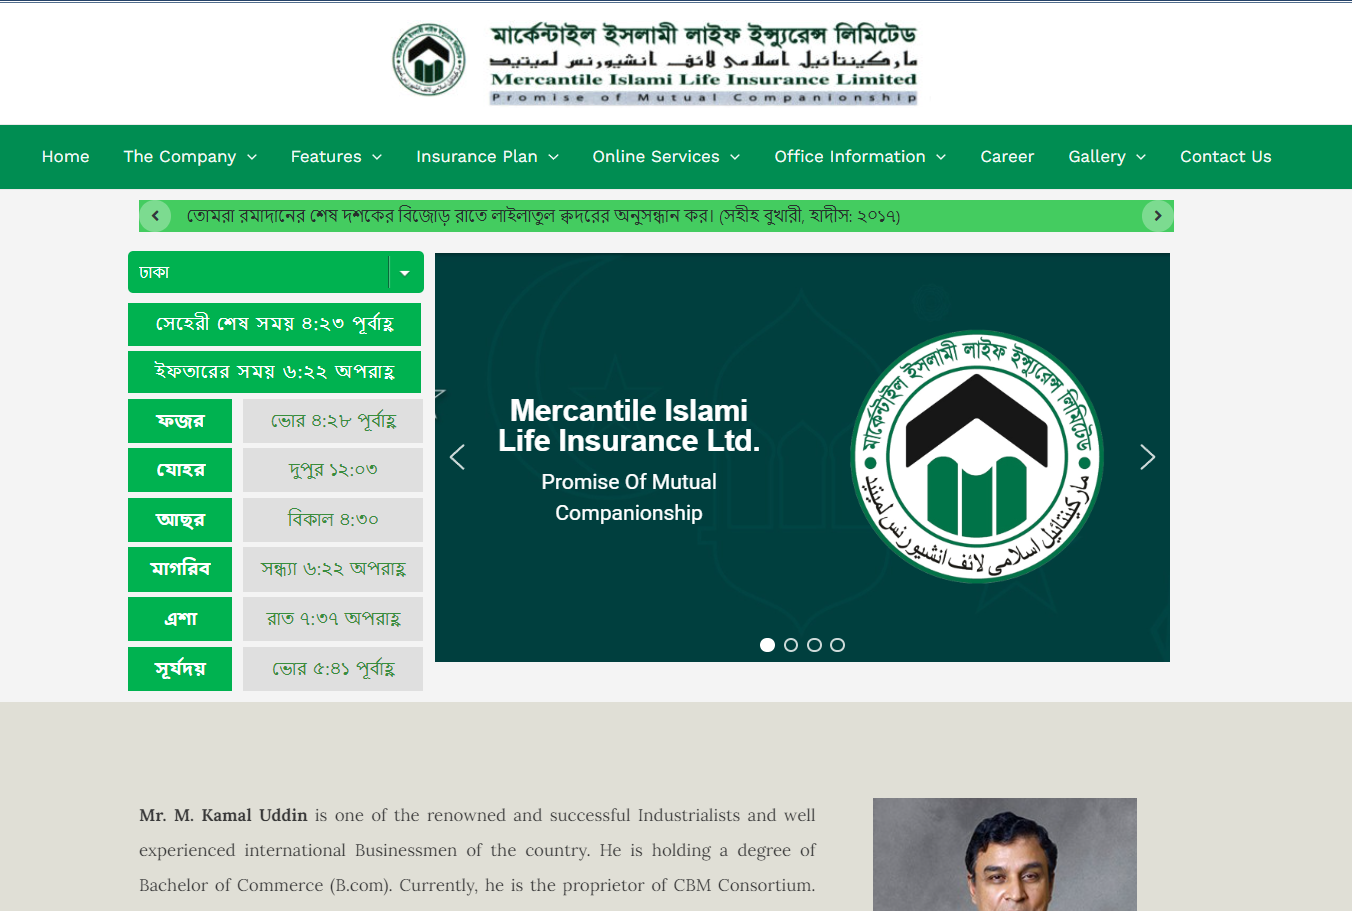 মার্কেন্টাইল ইসলামী লাইফ ইন্স্যুরেন্স লিমিটেড
مارکینتائیل اسلامی لائف انشیورنس لمیتید
Mercantile Islami Life Insurance Limited
Promise of Mutual Companionship
Home The Company Features Insurance Plan Online Services Office Information Career Gallery Contact Us
তোমরা রমাদানের শেষ দশকের বিজোড় রাতে লাইলাতুল ক্বদরের অনুসন্ধান কর। (সহীহ বুখারী, হাদীস: ২০১৭)
ঢাকা
সেহেরী শেষ সময় ৪:২৩ পূর্বাহ্ণ
ইফতারের সময় ৬:২২ অপরাহ্ণ
ফজর ভোর ৪:২৮ পূর্বাহ্ণ
যোহর দুপুর ১২:০৩
আছর বিকাল ৪:৩০
মাগরিব সন্ধ্যা ৬:২২ অপরাহ্ণ
এশা রাত ৭:৩৭ অপরাহ্ণ
সূর্যদয় ভোর ৫:৪১ পূর্বাহ্ণ
Mercantile Islami
Life Insurance Ltd.
Promise Of Mutual
Companionship
মার্কেন্টাইল ইসলামী লাইফ ইন্স্যুরেন্স লিমিটেড
مارکینتائیل اسلامی لائف انشیورنس لمیتید
Mr. M. Kamal Uddin is one of the renowned and successful Industrialists and well
experienced international Businessmen of the country. He is holding a degree of
Bachelor of Commerce (B.com). Currently, he is the proprietor of CBM Consortium.